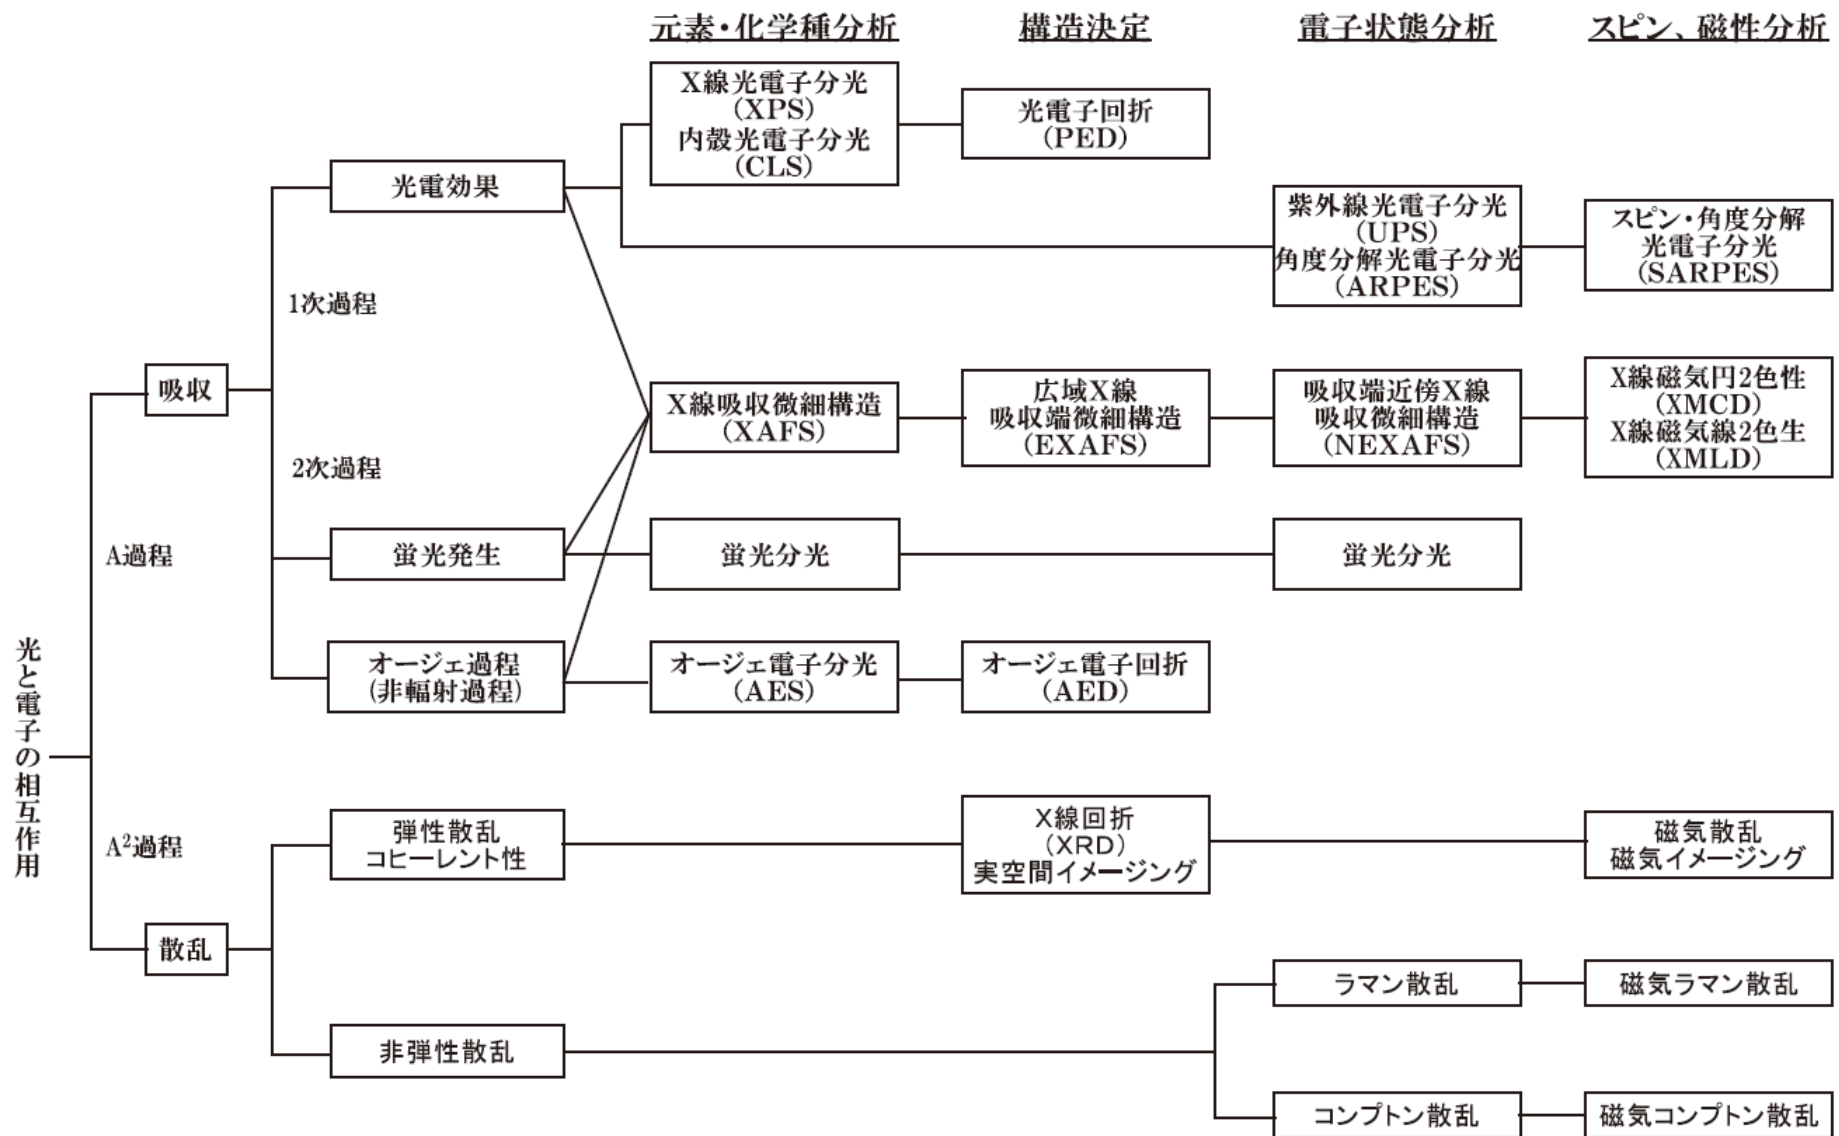 元素・化学種分析
構造決定
電子状態分析
スピン、磁性分析
X線光電子分光
(XPS)
内殻光電子分光
(CLS)
光電子回折
(PED)
光電効果
紫外線光電子分光
(UPS)
角度分解光電子分光
(ARPES)
スピン・角度分解
光電子分光
(SARPES)
1次過程
吸収
X線吸収微細構造
(XAFS)
広域X線
吸収端微細構造
(EXAFS)
吸収端近傍X線
吸収微細構造
(NEXAFS)
X線磁気円2色性
(XMCD)
X線磁気線2色生
(XMLD)
2次過程
A過程
蛍光発生
蛍光分光
蛍光分光
オージェ過程
(非輻射過程)
オージェ電子分光
(AES)
オージェ電子回折
(AED)
光と電子の相互作用
A²過程
弾性散乱
コヒーレント性
X線回折
(XRD)
実空間イメージング
磁気散乱
磁気イメージング
散乱
非弾性散乱
ラマン散乱
磁気ラマン散乱
コンプトン散乱
磁気コンプトン散乱